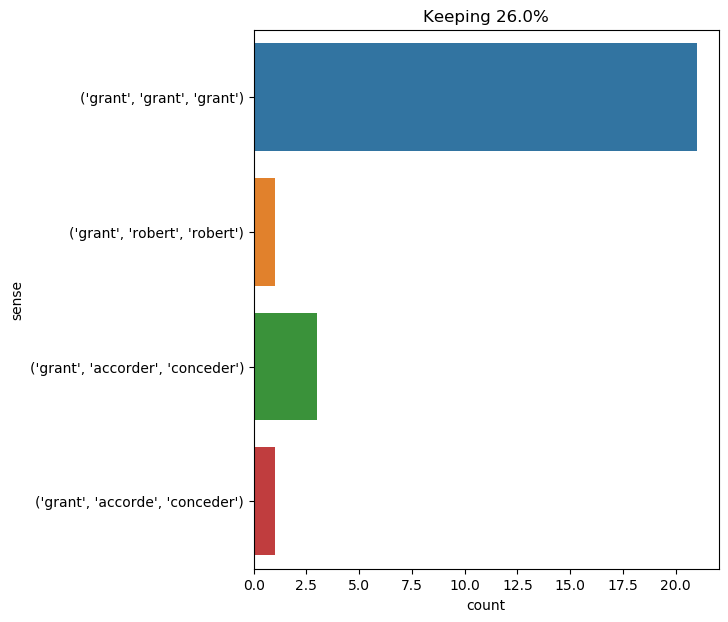 Keeping 26.0%
('grant', 'grant', 'grant')
('grant', 'robert', 'robert')
sense
('grant', 'accorder', 'conceder')
('grant', 'accorde', 'conceder')
0.0 2.5 5.0 7.5 10.0 12.5 15.0 17.5 20.0
count